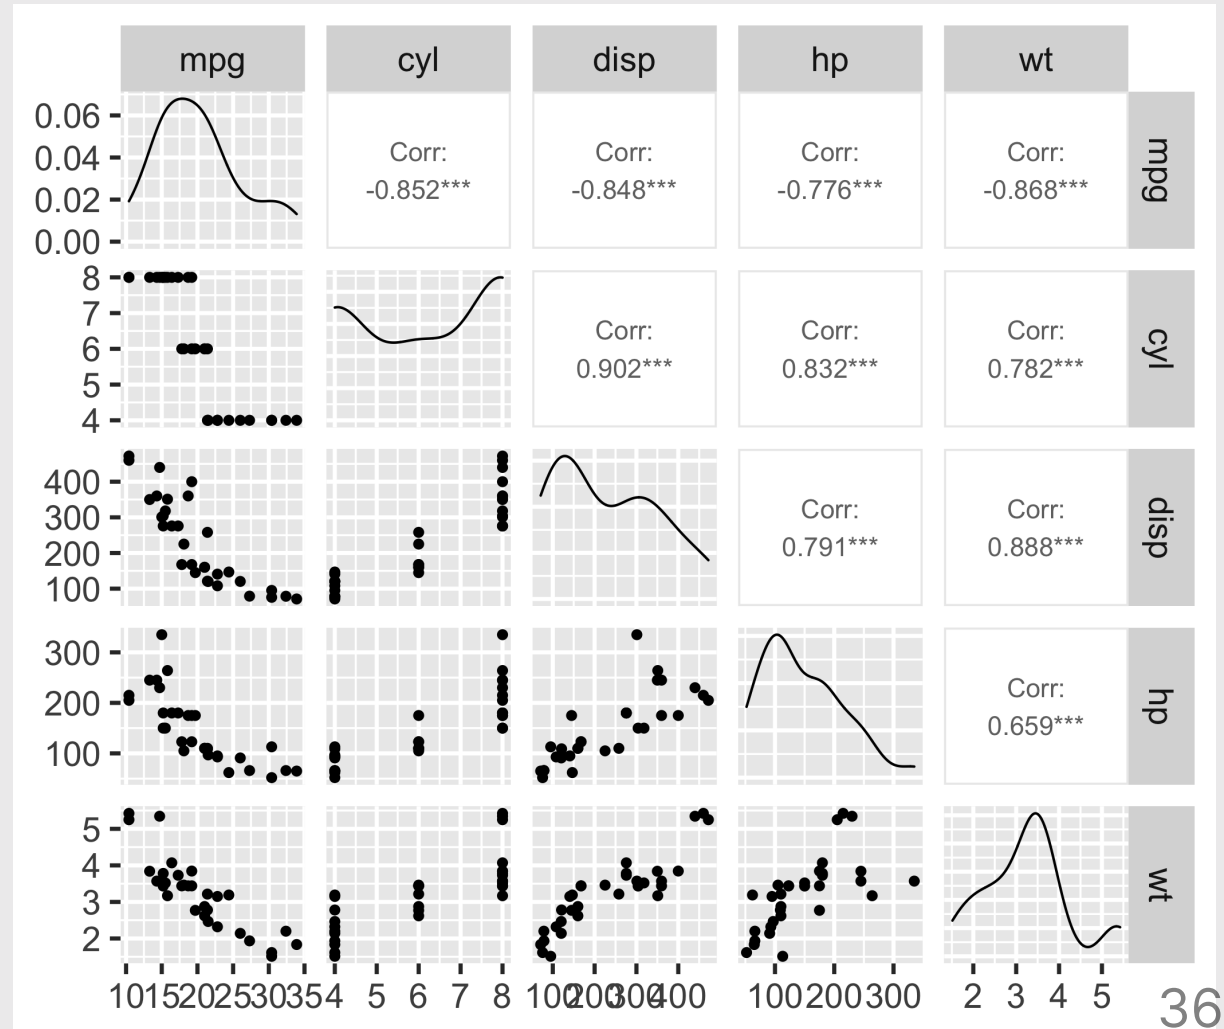 mpg cyl disp hp wt
0.06
0.04
0.02
0.00
Corr:
-0.852***
Corr:
-0.848***
Corr:
-0.776***
Corr:
-0.868***
mpg
8
7
6
5
4
Corr:
0.902***
Corr:
0.832***
Corr:
0.782***
cyl
400
300
200
100
Corr:
0.791***
Corr:
0.888***
disp
300
200
100
Corr:
0.659***
hp
5
4
3
2
wt
10 15 20 25 30 35 4 5 6 7 8 100 200 300 400 100 200 300 2 3 4 5
36